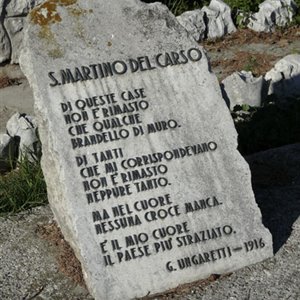 S. MARTINO DEL CARSO
DI QUESTE CASE
NON È RIMASTO
CHE QUALCHE
BRANDELLO DI MURO.
DI TANTI
CHE MI CORRISPONDEVANO
NON È RIMASTO
NEPPURE TANTO.
MA NEL CUORE
NESSUNA CROCE MANCA.
È IL MIO CUORE
IL PAESE PIÙ STRAZIATO.
G. UNGARETTI - 1916